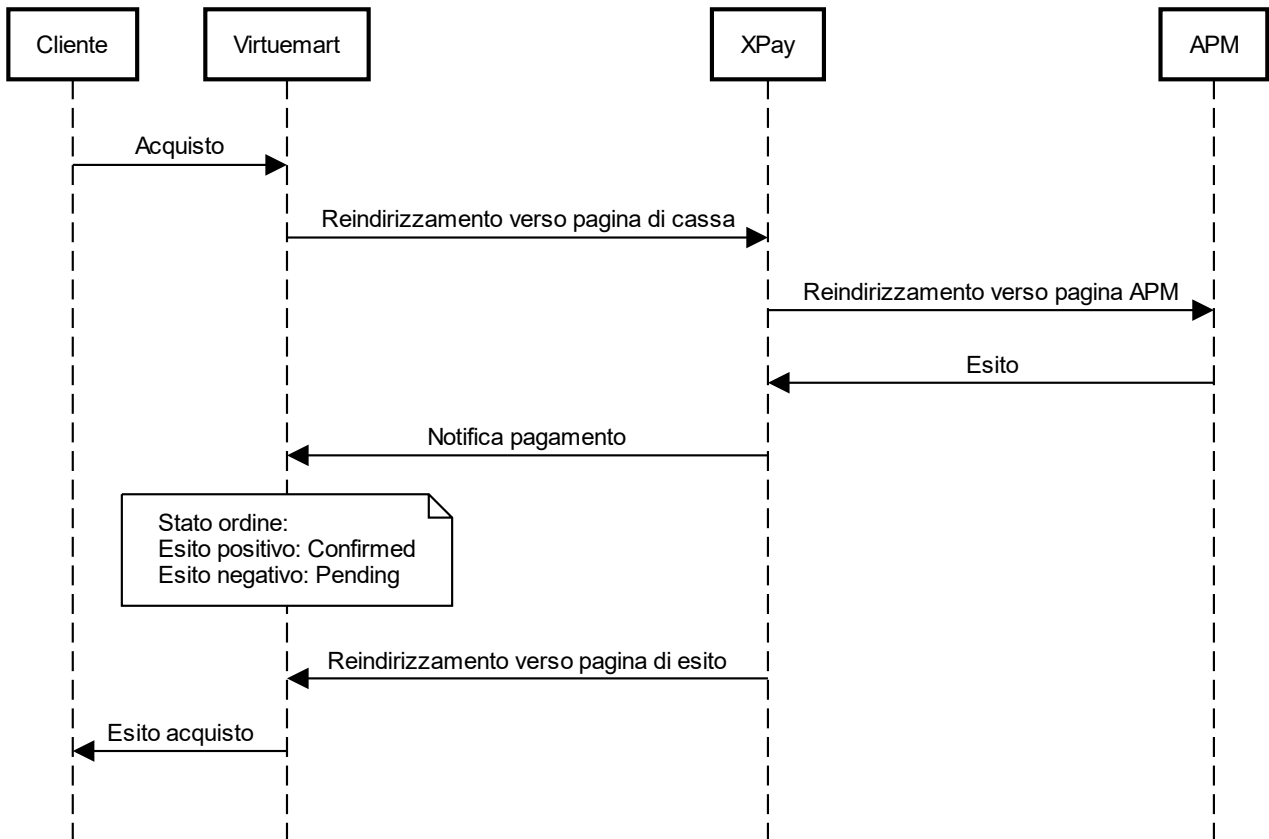 Cliente
Virtuemart
XPay
APM
Acquisto
Reindirizzamento verso pagina di cassa
Reindirizzamento verso pagina APM
Esito
Notifica pagamento
Stato ordine:
Esito positivo: Confirmed
Esito negativo: Pending
Reindirizzamento verso pagina di esito
Esito acquisto